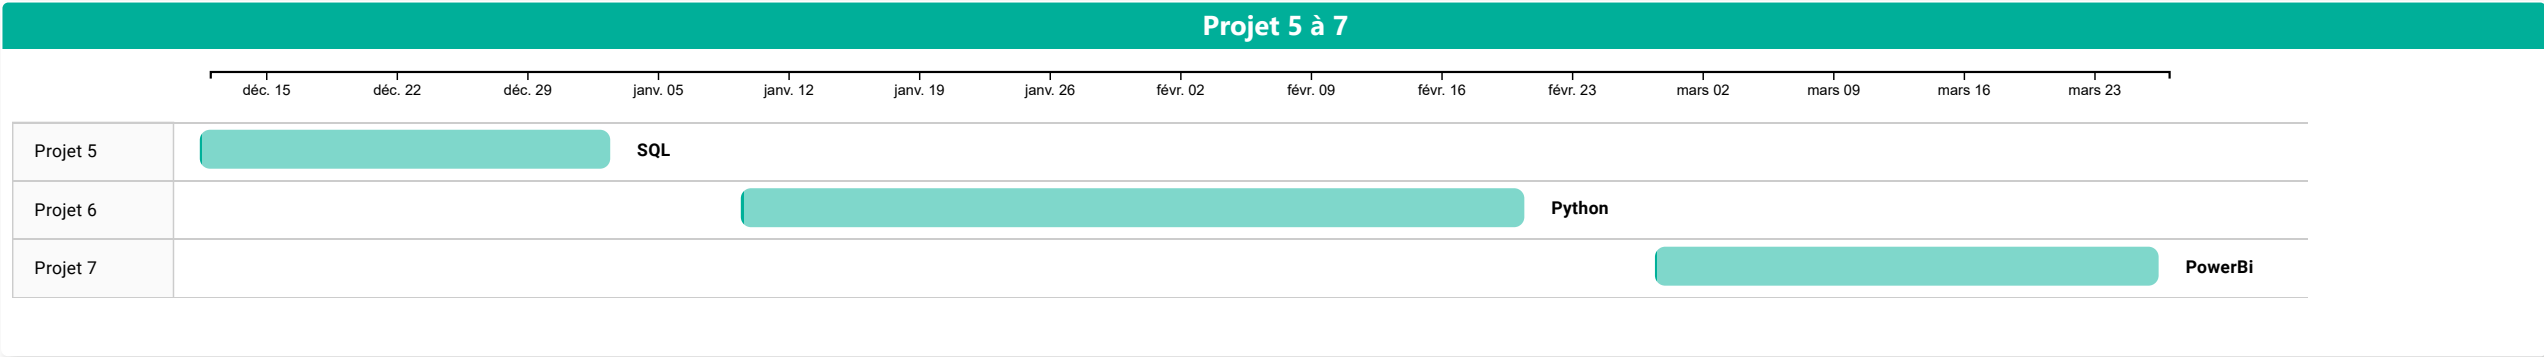 Projet 5 à 7
déc. 15 déc. 22 déc. 29 janv. 05 janv. 12 janv. 19 janv. 26 févr. 02 févr. 09 févr. 16 févr. 23 mars 02 mars 09 mars 16 mars 23
Projet 5 SQL
Projet 6 Python
Projet 7 PowerBi